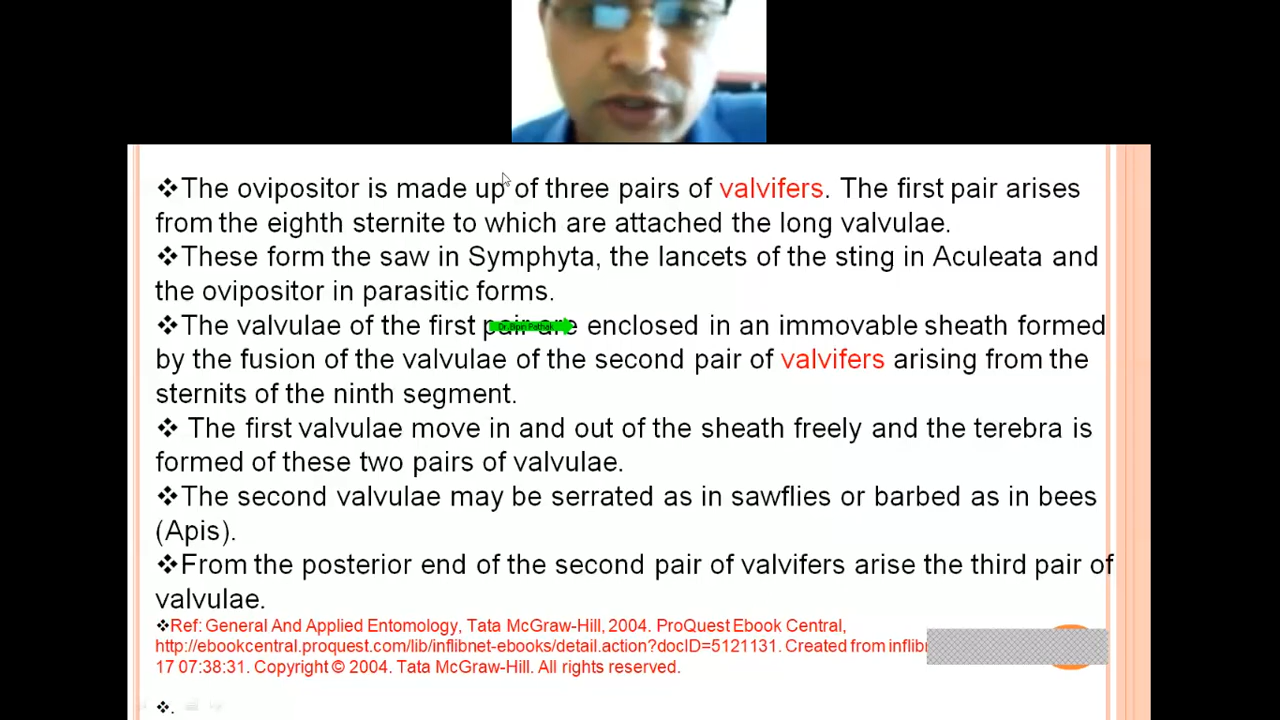 ❖The ovipositor is made up of three pairs of valvifers. The first pair arises
from the eighth sternite to which are attached the long valvulae.
❖These form the saw in Symphyta, the lancets of the sting in Aculeata and
the ovipositor in parasitic forms.
❖The valvulae of the first pair are enclosed in an immovable sheath formed
Dr. Bipin Pathak
by the fusion of the valvulae of the second pair of valvifers arising from the
sternits of the ninth segment.
❖ The first valvulae move in and out of the sheath freely and the terebra is
formed of these two pairs of valvulae.
❖The second valvulae may be serrated as in sawflies or barbed as in bees
(Apis).
❖From the posterior end of the second pair of valvifers arise the third pair of
valvulae.
❖Ref: General And Applied Entomology, Tata McGraw-Hill, 2004. ProQuest Ebook Central,
http://ebookcentral.proquest.com/lib/inflibnet-ebooks/detail.action?docID=5121131. Created from
17 07:38:31. Copyright © 2004. Tata McGraw-Hill. All rights reserved.
❖.